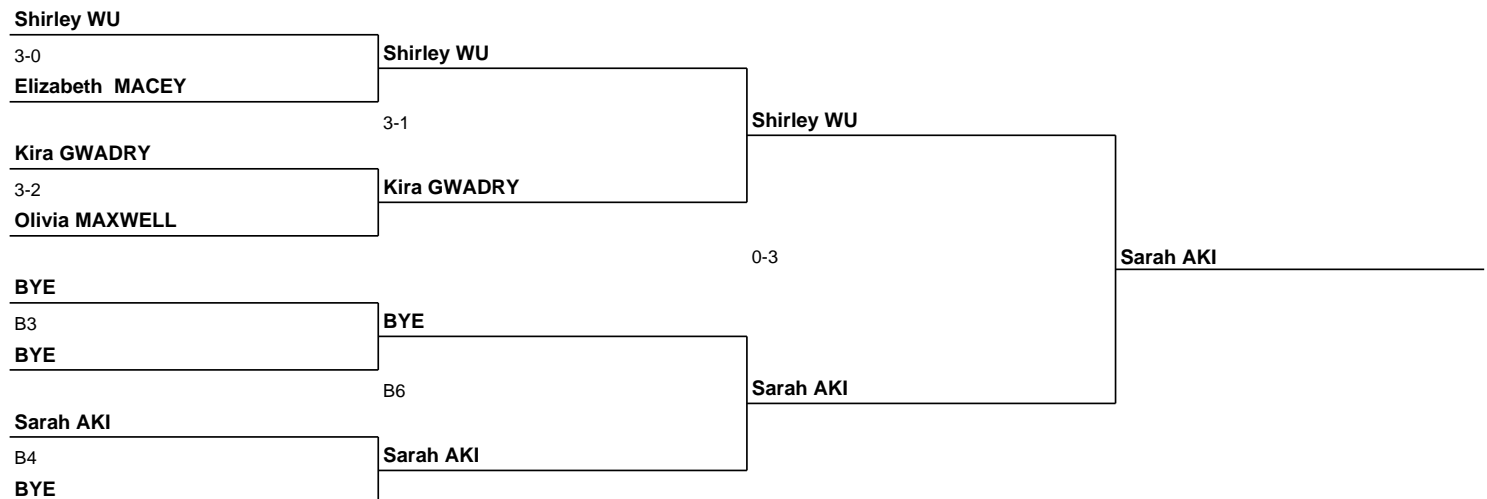 Shirley WU
3-0
Shirley WU
Elizabeth MACEY
3-1
Shirley WU
Kira GWADRY
3-2
Kira GWADRY
Olivia MAXWELL
0-3
Sarah AKI
BYE
B3
BYE
BYE
B6
Sarah AKI
Sarah AKI
B4
Sarah AKI
BYE